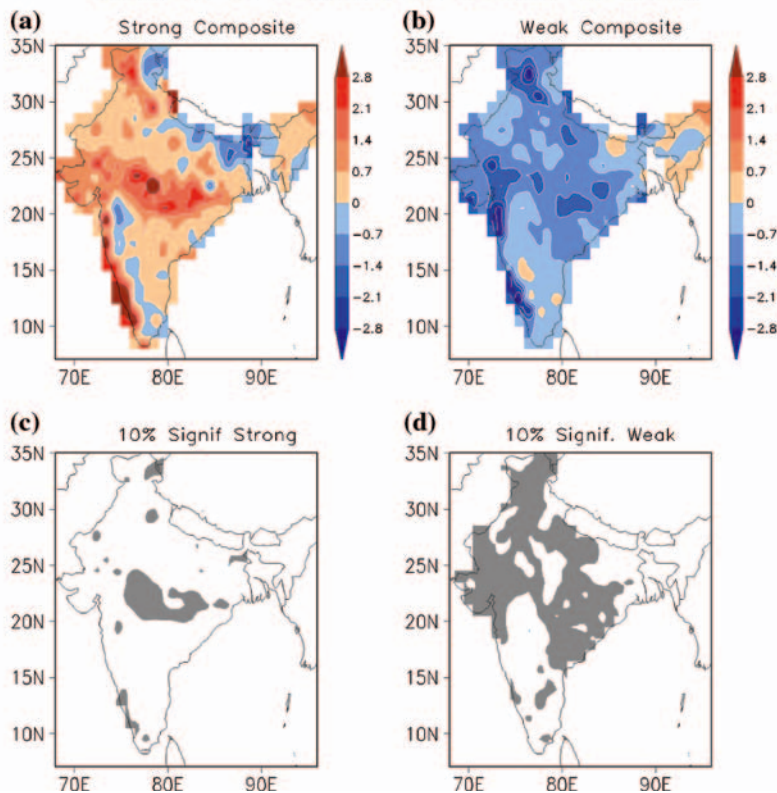 (a)
Strong Composite
35N
30N
25N
20N
15N
10N
70E 80E 90E
2.8
2.1
1.4
0.7
0
-0.7
-1.4
-2.1
-2.8
(b)
Weak Composite
35N
30N
25N
20N
15N
10N
70E 80E 90E
2.8
2.1
1.4
0.7
0
-0.7
-1.4
-2.1
-2.8
(c)
10% Signif Strong
35N
30N
25N
20N
15N
10N
70E 80E 90E
(d)
10% Signif. Weak
35N
30N
25N
20N
15N
10N
70E 80E 90E